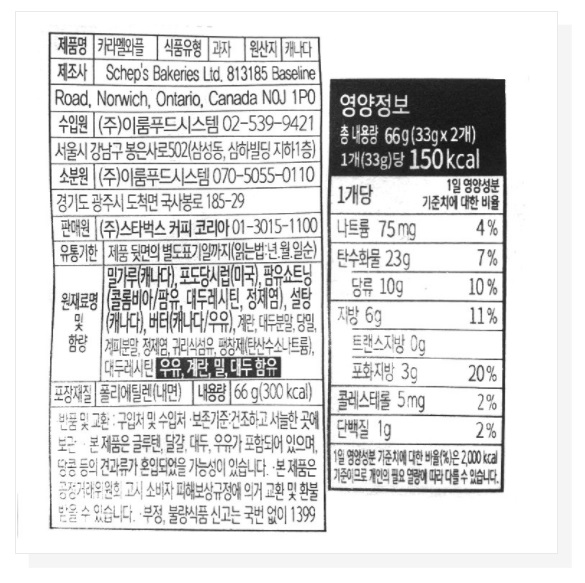 제품명 카라멜와플 식품유형 과자 원산지 캐나다
제조사 Schep's Bakeries Ltd. 813185 Baseline
Road, Norwich, Ontario, Canada N0J 1P0
수입원 (주)이룸푸드시스템 02-539-9421
서울시 강남구 봉은사로502(삼성동, 삼하빌딩 지하1층)
소분원 (주)이룸푸드시스템 070-5055-0110
경기도 광주시 도척면 국사봉로 185-29
판매원 (주)스타벅스 커피 코리아 01-3015-1100
유통기한 제품 뒷면의 별도표기일까지(읽는법·년.월.일순)
원재료명 및 함량
밀가루(캐나다), 포도당시럽(미국), 팜유쇼트닝
(콜롬비아/팜유, 대두레시틴, 정제염), 설탕
(캐나다), 버터(캐나다/우유), 계란, 대두분말, 당밀,
계피분말, 정제염, 귀리식섬유, 팽창제(탄산수소나트륨),
대두레시틴 우유, 계란, 밀, 대두 함유
포장재질 폴리에틸렌(내면) 내용량 66g(300 kcal)
반품 및 교환 : 구입처 및 수입처 ·보존기준:건조하고 서늘한 곳에
보관 · 본 제품은 글루텐, 달걀, 대두, 우유가 포함되어 있으며,
땅콩 등의 견과류가 혼입되었을 가능성이 있습니다. ·본 제품은
공정거래위원회 고시 소비자 피해보상규정에 의거 교환 및 환불
받을 수 있습니다. ·부정, 불량식품 신고는 국번 없이 1399
영양정보
총 내용량 66g(33g x 2개)
1개(33g)당 150 kcal
1개당 1일 영양성분
기준치에 대한 비율
나트륨 75mg 4%
탄수화물 23g 7%
당류 10g 10%
지방 6g 11%
트랜스지방 0g
포화지방 3g 20%
콜레스테롤 5mg 2%
단백질 1g 2%
1일 영양성분 기준치에 대한 비율(%)은 2,000 kcal
기준이므로 개인의 필요 열량에 따라 다를 수 있습니다.